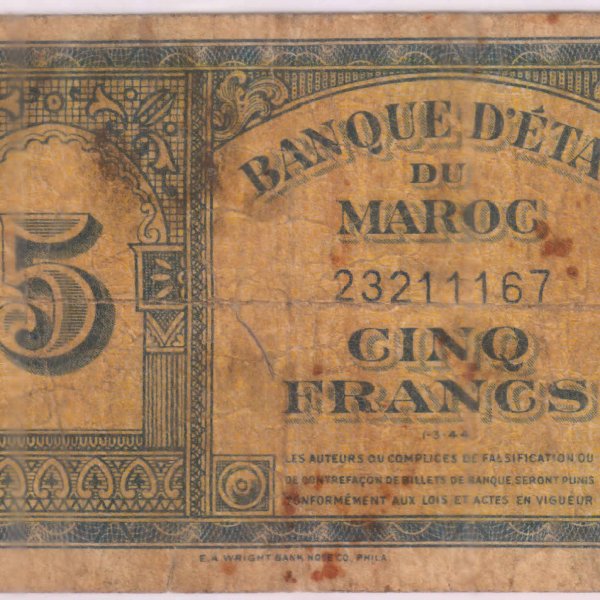 5
BANQUE D'ÉTA
DU
MAROC
23211167
CINQ
FRANCS
1-3-44
LES AUTEURS OU COMPLICES DE FALSIFICATION OU
DE CONTREFAÇON DE BILLETS DE BANQUE SERONT PUNIS
CONFORMÉMENT AUX LOIS ET ACTES EN VIGUEUR
E.A. WRIGHT BANK NOTE CO., PHILA.